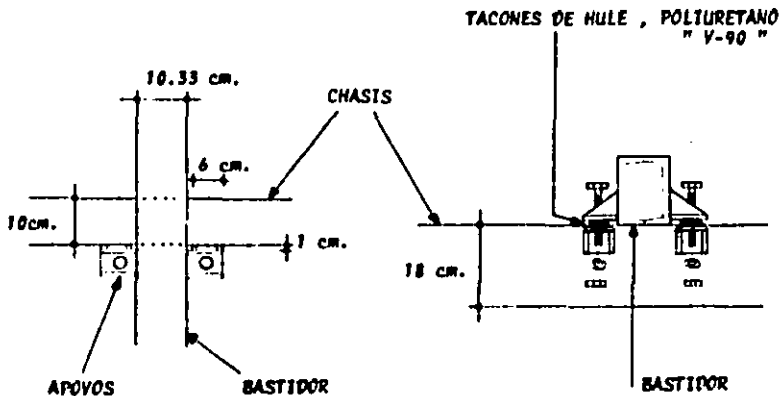 TACONES DE HULE , POLIURETANO
" V-90 "
10.33 cm.
CHASIS
6 cm.
10cm.
1 cm.
18 cm.
APOYOS
BASTIDOR
BASTIDOR